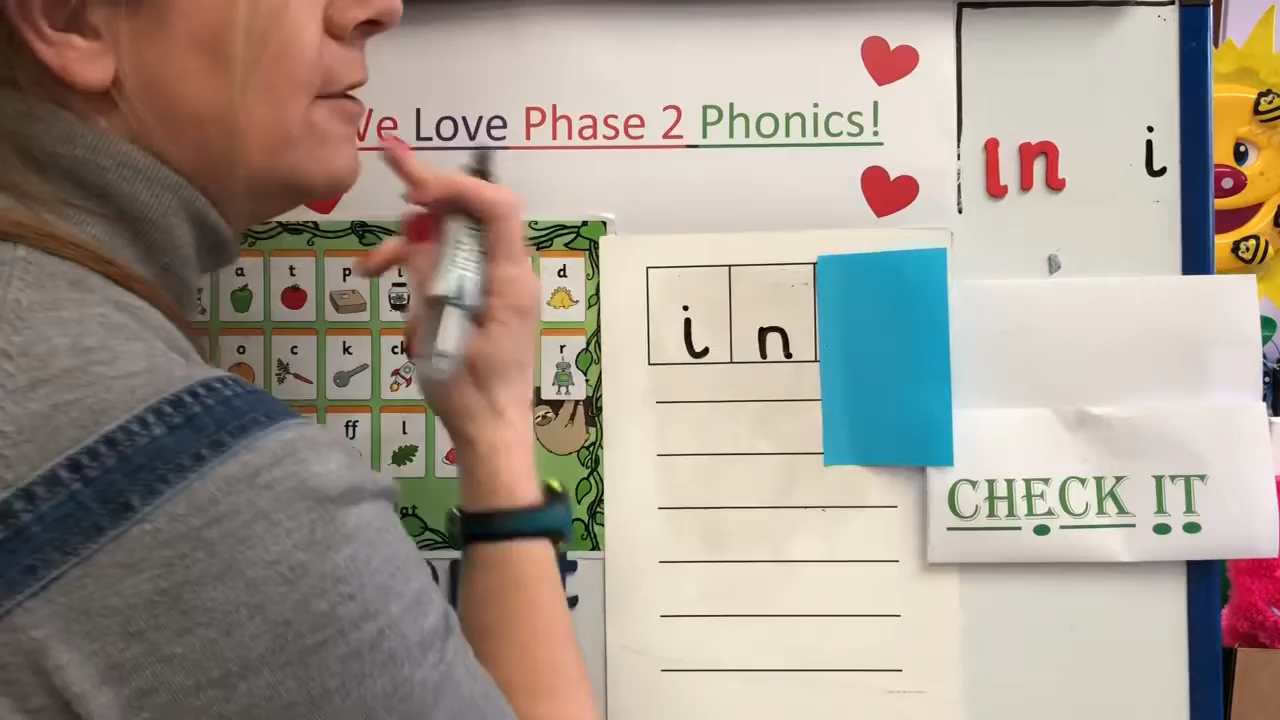 We Love Phase 2 Phonics!
in i
a t p i d
o c k ck r
ff l
i n
CHECK IT